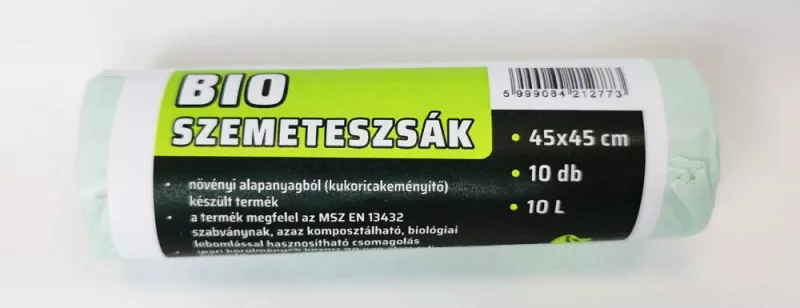 BIO
SZEMETESZSÁK
5 999084 212773
• 45x45 cm
• 10 db
• 10 L
• növényi alapanyagból (kukoricakeményítő)
készült termék
• a termék megfelel az MSZ EN 13432
szabványnak, azaz komposztálható, biológiai
lebomlással hasznosítható csomagolás